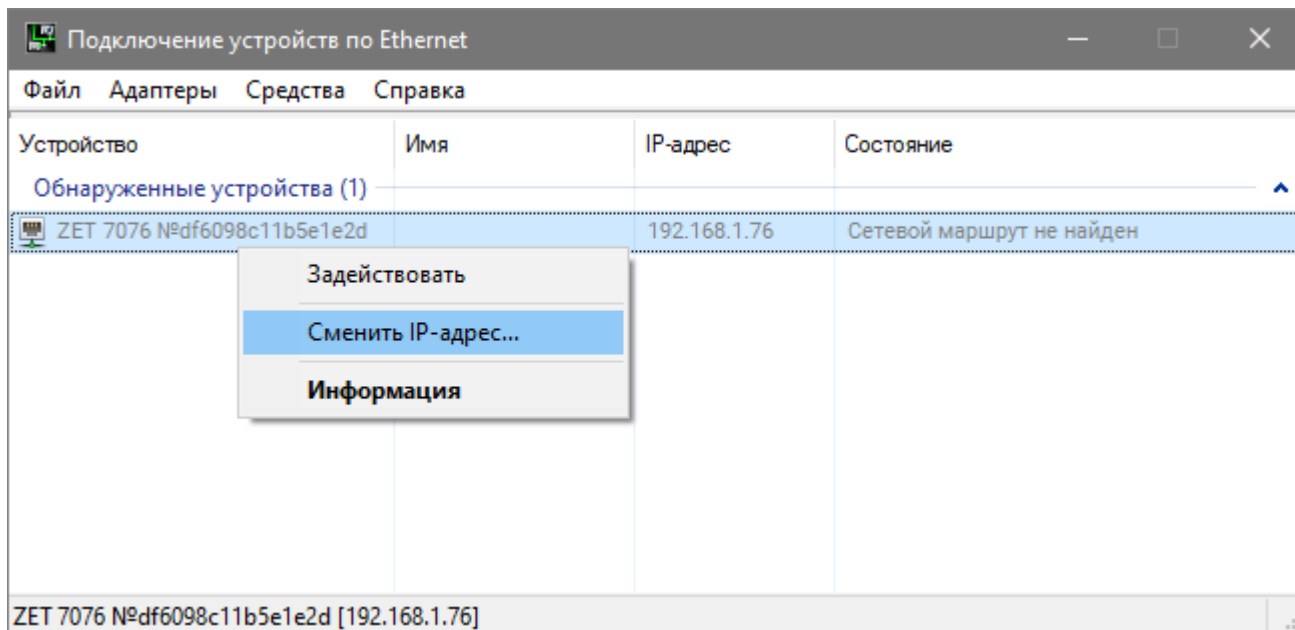 Подключение устройств по Ethernet
Файл Адаптеры Средства Справка
Устройство Имя IP-адрес Состояние
Обнаруженные устройства (1)
ZET 7076 №df6098c11b5e1e2d 192.168.1.76 Сетевой маршрут не найден
Задействовать
Сменить IP-адрес...
Информация
ZET 7076 №df6098c11b5e1e2d [192.168.1.76]